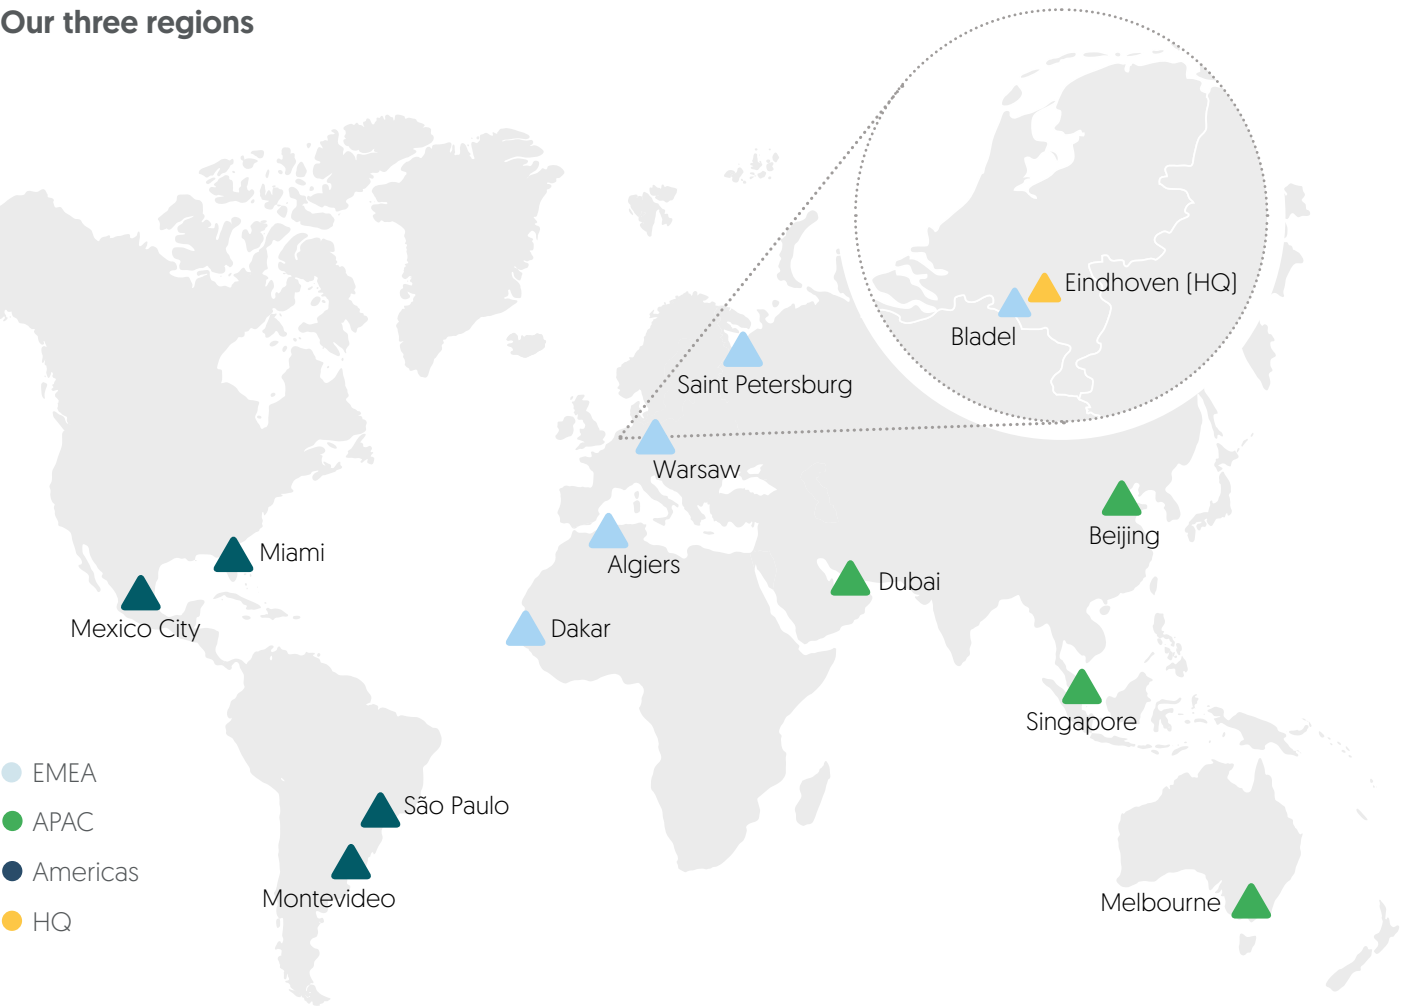 Our three regions
Eindhoven (HQ)
Bladel
Saint Petersburg
Warsaw
Beijing
Miami
Algiers
Dubai
Mexico City
Dakar
Singapore
EMEA
São Paulo
APAC
Americas
Montevideo
Melbourne
HQ